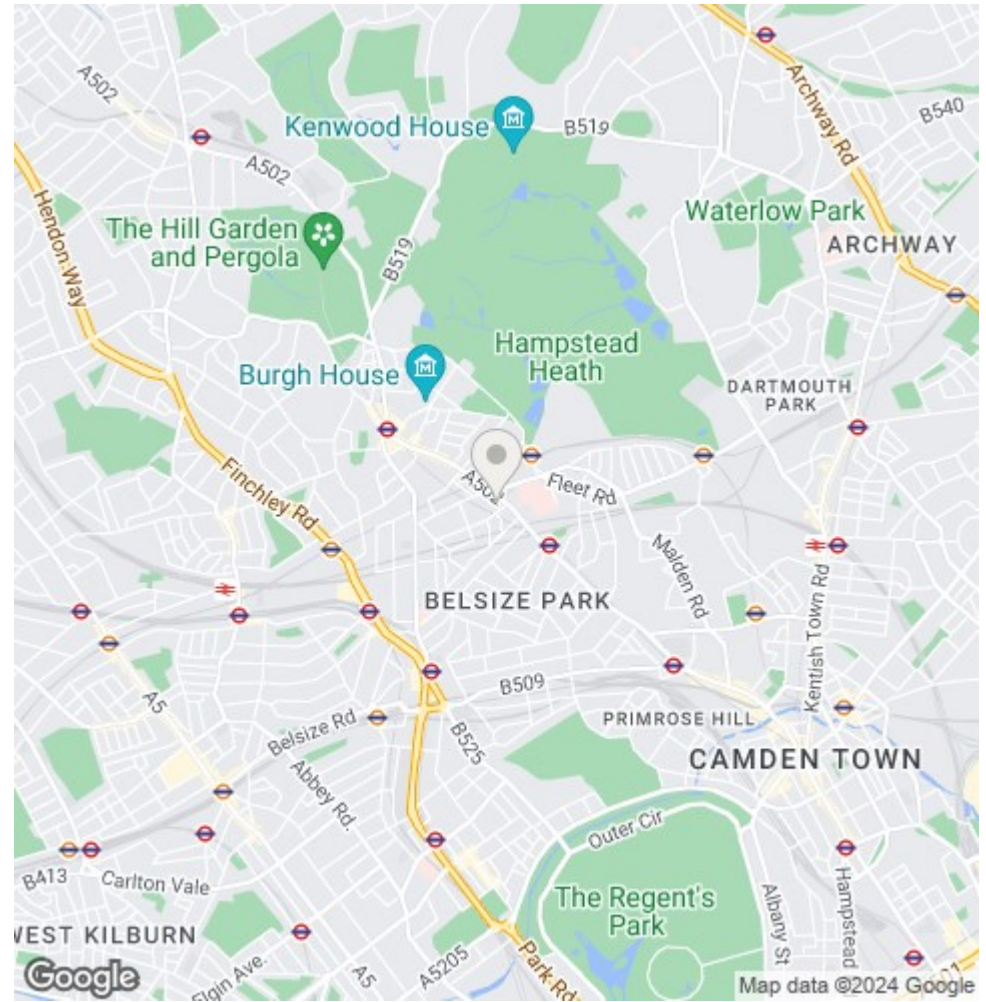 A502
Kenwood House
B519
Archway Rd
B540
A502
Hendon Way
The Hill Garden
and Pergola
B519
Waterlow Park
ARCHWAY
Burgh House
Hampstead
Heath
DARTMOUTH
PARK
Finchley Rd
A502
Fleet Rd
Malden Rd
BELSIZE PARK
Kentish Town Rd
A5
B509
Belsize Rd
B525
PRIMROSE HILL
Abbey Rd.
CAMDEN TOWN
Outer Cir
B413
Carlton Vale
The Regent's
Park
Albany St
Hampstead
WEST KILBURN
Elgin Ave.
A5
A5205
Park Rd
Google
Map data ©2024 Google